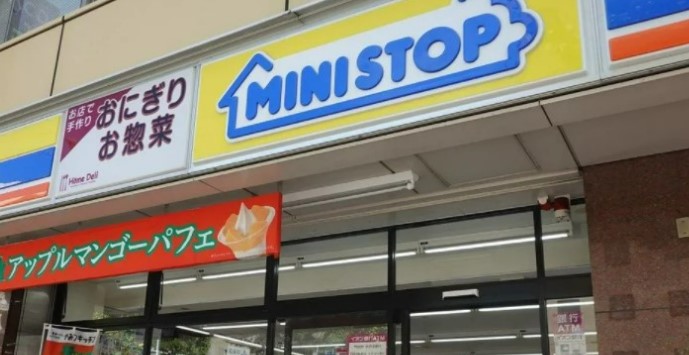 お店で
手作り
おにぎり
お惣菜
Home Deli
MINISTOP
アップルマンゴーパフェ
銀行
ATM